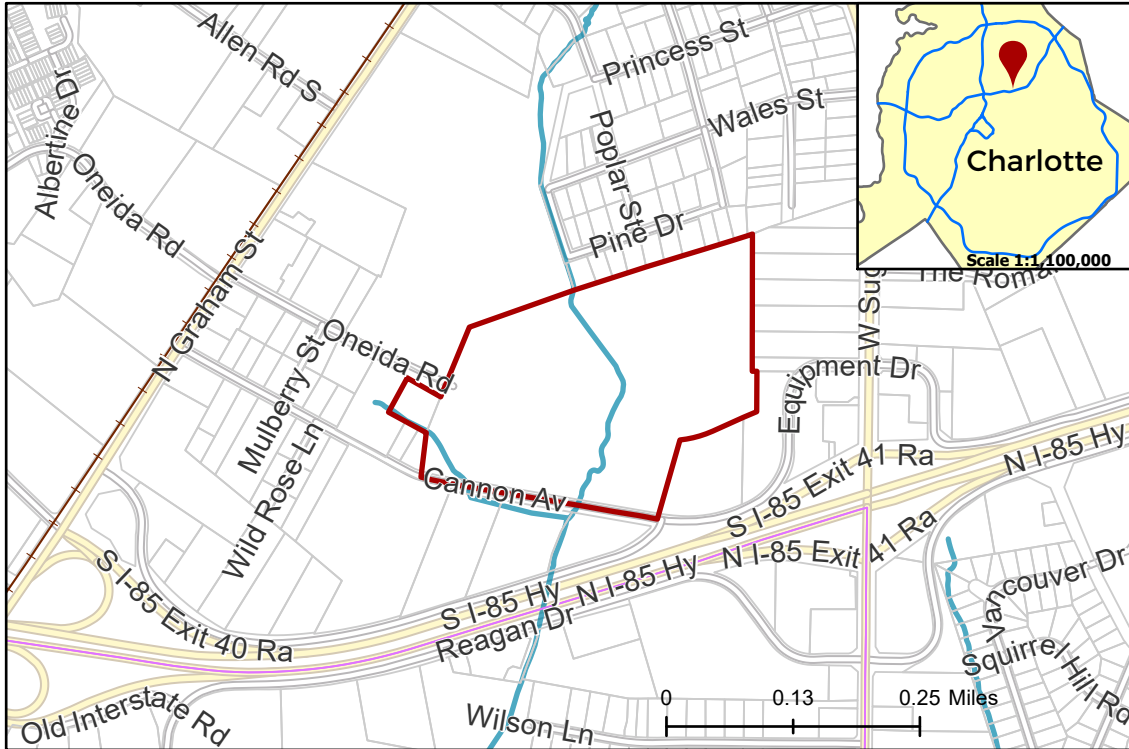 Princess St
Allen Rd S
Albertine Dr
Wales St
Poplar St
Charlotte
Oneida Rd
Pine Dr
Scale 1:1,100,000
The Roma
N Graham St
W Sug
Oneida Rd
Mulberry St
Equipment Dr
Wild Rose Ln
Cannon Av
S I-85 Exit 41 Ra
N I-85 Hy
N I-85 Exit 41 Ra
S I-85 Exit 40 Ra
S I-85 Hy
N I-85 Hy
Reagan Dr
Vancouver Dr
Squirrel Hill Rd
Old Interstate Rd
Wilson Ln
0 0.13 0.25 Miles